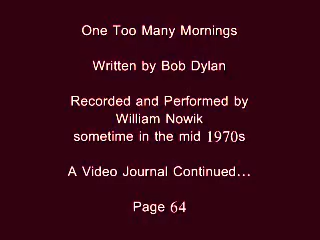 One Too Many Mornings
Written by Bob Dylan
Recorded and Performed by
William Nowik
sometime in the mid 1970s
A Video Journal Continued...
Page 64